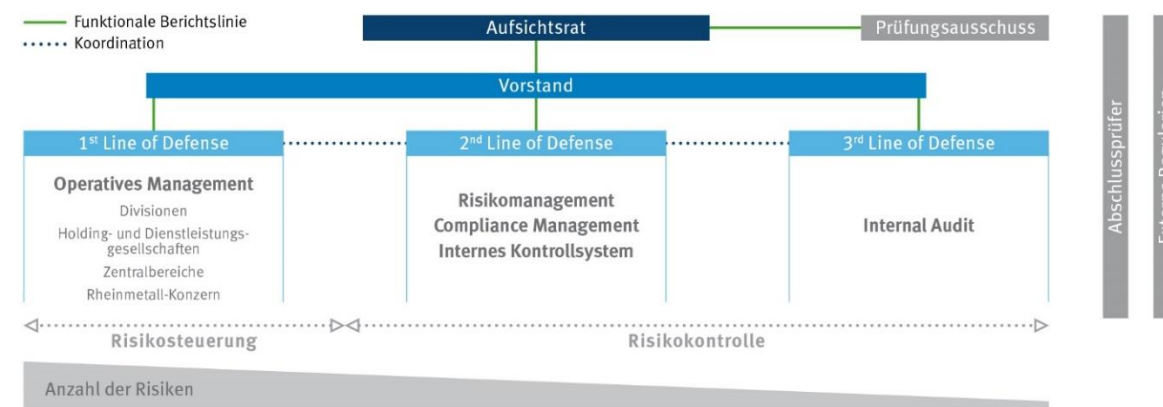 Funktionale Berichtslinie
Koordination
Aufsichtsrat
Prüfungsausschuss
Vorstand
1st Line of Defense
2nd Line of Defense
3rd Line of Defense
Operatives Management
Divisionen
Holding- und Dienstleistungs-
gesellschaften
Zentralbereiche
Rheinmetall-Konzern
Risikomanagement
Compliance Management
Internes Kontrollsystem
Internal Audit
Abschlussprüfer
Risikosteuerung
Risikokontrolle
Anzahl der Risiken